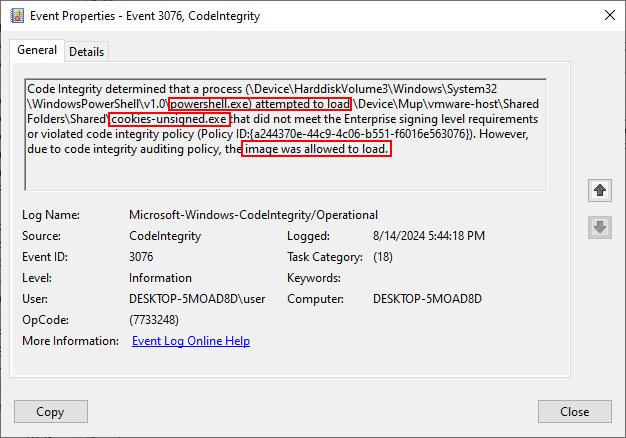 Event Properties - Event 3076, CodeIntegrity
General Details
Code Integrity determined that a process (\Device\HarddiskVolume3\Windows\System32
\WindowsPowerShell\v1.0\powershell.exe) attempted to load \Device\Mup\vmware-host\Shared
Folders\Shared\cookies-unsigned.exe that did not meet the Enterprise signing level requirements
or violated code integrity policy (Policy ID:{a244370e-44c9-4c06-b551-f6016e563076}). However,
due to code integrity auditing policy, the image was allowed to load.
Log Name: Microsoft-Windows-CodeIntegrity/Operational
Source: CodeIntegrity Logged: 8/14/2024 5:44:18 PM
Event ID: 3076 Task Category: (18)
Level: Information Keywords:
User: DESKTOP-5MOAD8D\user Computer: DESKTOP-5MOAD8D
OpCode: (7733248)
More Information: Event Log Online Help
Copy Close